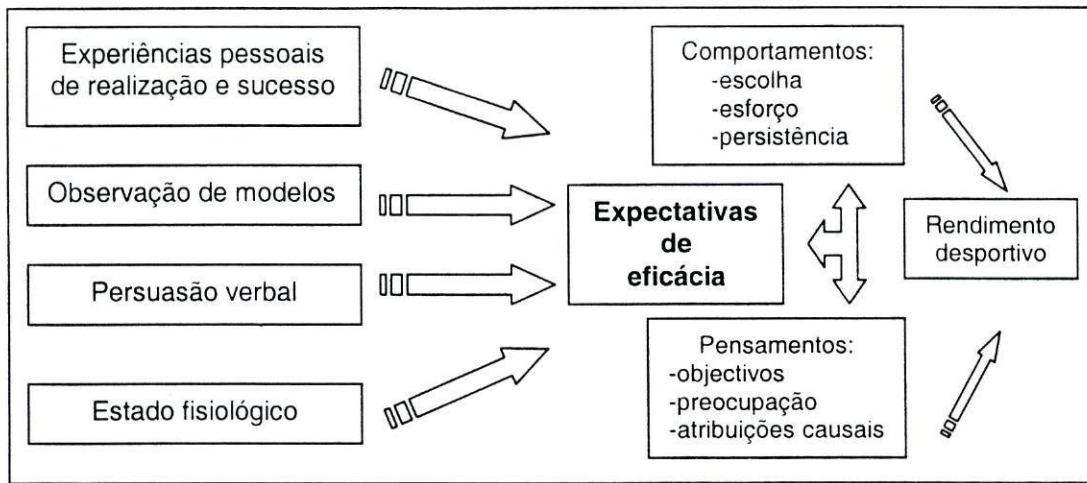 Experiências pessoais
de realização e sucesso
Observação de modelos
Persuasão verbal
Estado fisiológico
Expectativas
de
eficácia
Comportamentos:
-escolha
-esforço
-persistência
Pensamentos:
-objectivos
-preocupação
-atribuições causais
Rendimento
desportivo